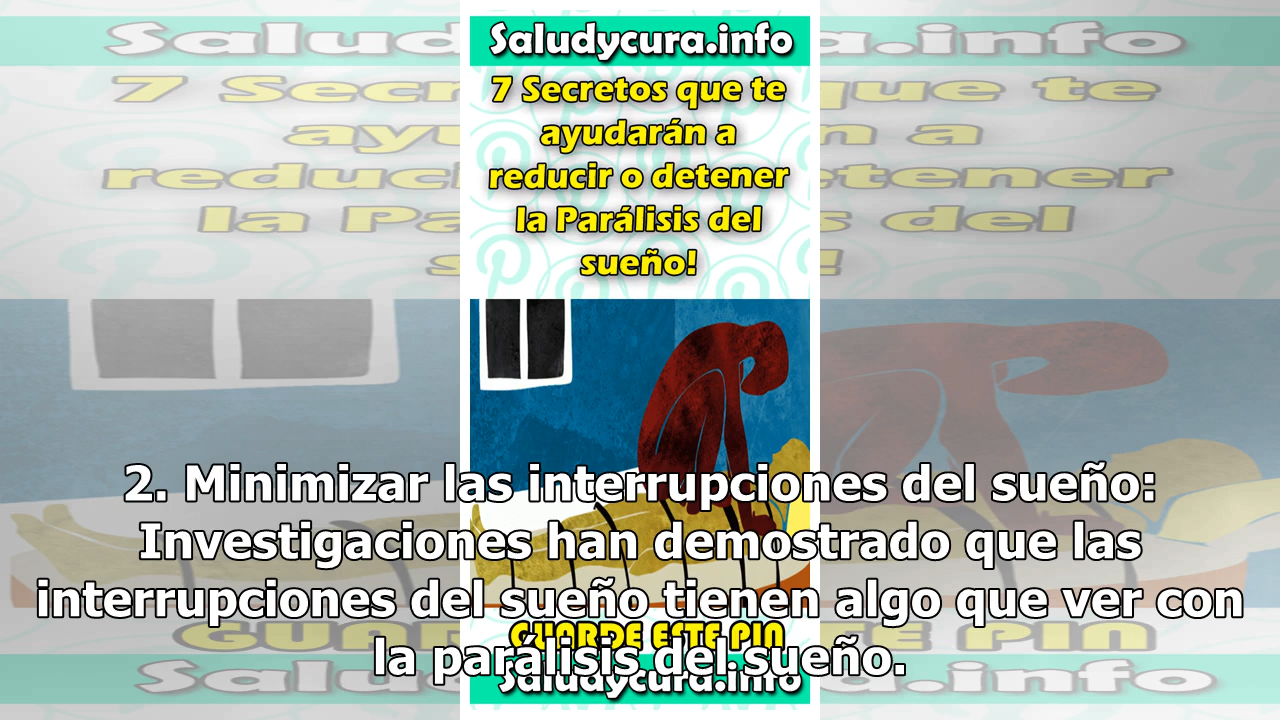 Saludycura.info
7 Secretos que te
ayudarán a
reducir o detener
la Parálisis del
sueño!
2. Minimizar las interrupciones del sueño:
Investigaciones han demostrado que las
interrupciones del sueño tienen algo que ver con
GUARDE ESTE PIN
la parálisis del sueño.
Saludycura.info